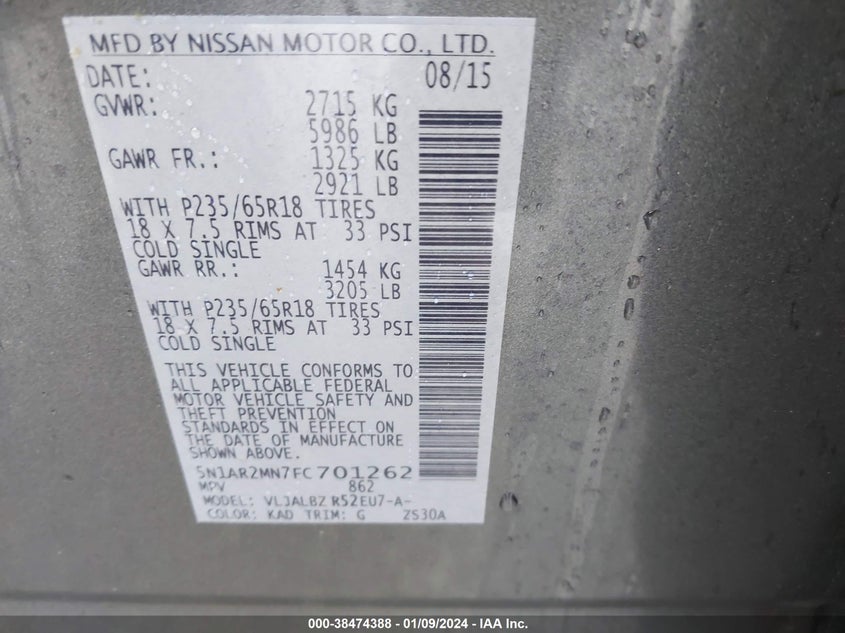 MFD BY NISSAN MOTOR CO., LTD.
DATE: 08/15
GVWR: 2715 KG
5986 LB
GAWR FR.: 1325 KG
2921 LB
WITH P235/65R18 TIRES
18 X 7.5 RIMS AT 33 PSI
COLD SINGLE
GAWR RR.: 1454 KG
3205 LB
WITH P235/65R18 TIRES
18 X 7.5 RIMS AT 33 PSI
COLD SINGLE
THIS VEHICLE CONFORMS TO
ALL APPLICABLE FEDERAL
MOTOR VEHICLE SAFETY AND
THEFT PREVENTION
STANDARDS IN EFFECT ON
THE DATE OF MANUFACTURE
SHOWN ABOVE.
5N1AR2MN7FC701262
MPV 862
MODEL: VLJALBZ R52EU7-A-
COLOR: KAD TRIM: G ZS30A
000-38474388 - 01/09/2024 - IAA Inc.